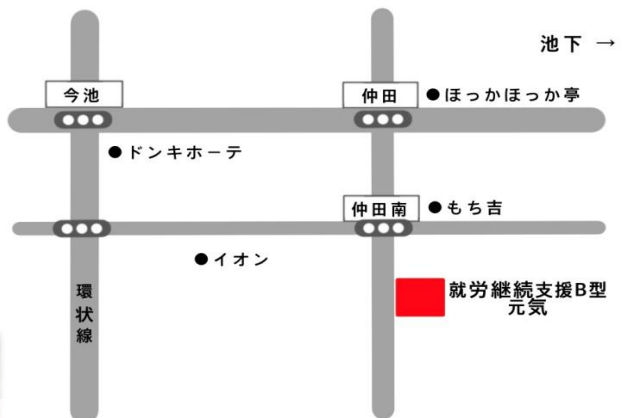 池下 →
今池
仲田
●ほっかほっか亭
●ドンキホーテ
仲田南
●もち吉
●イオン
環状線
就労継続支援B型
元気